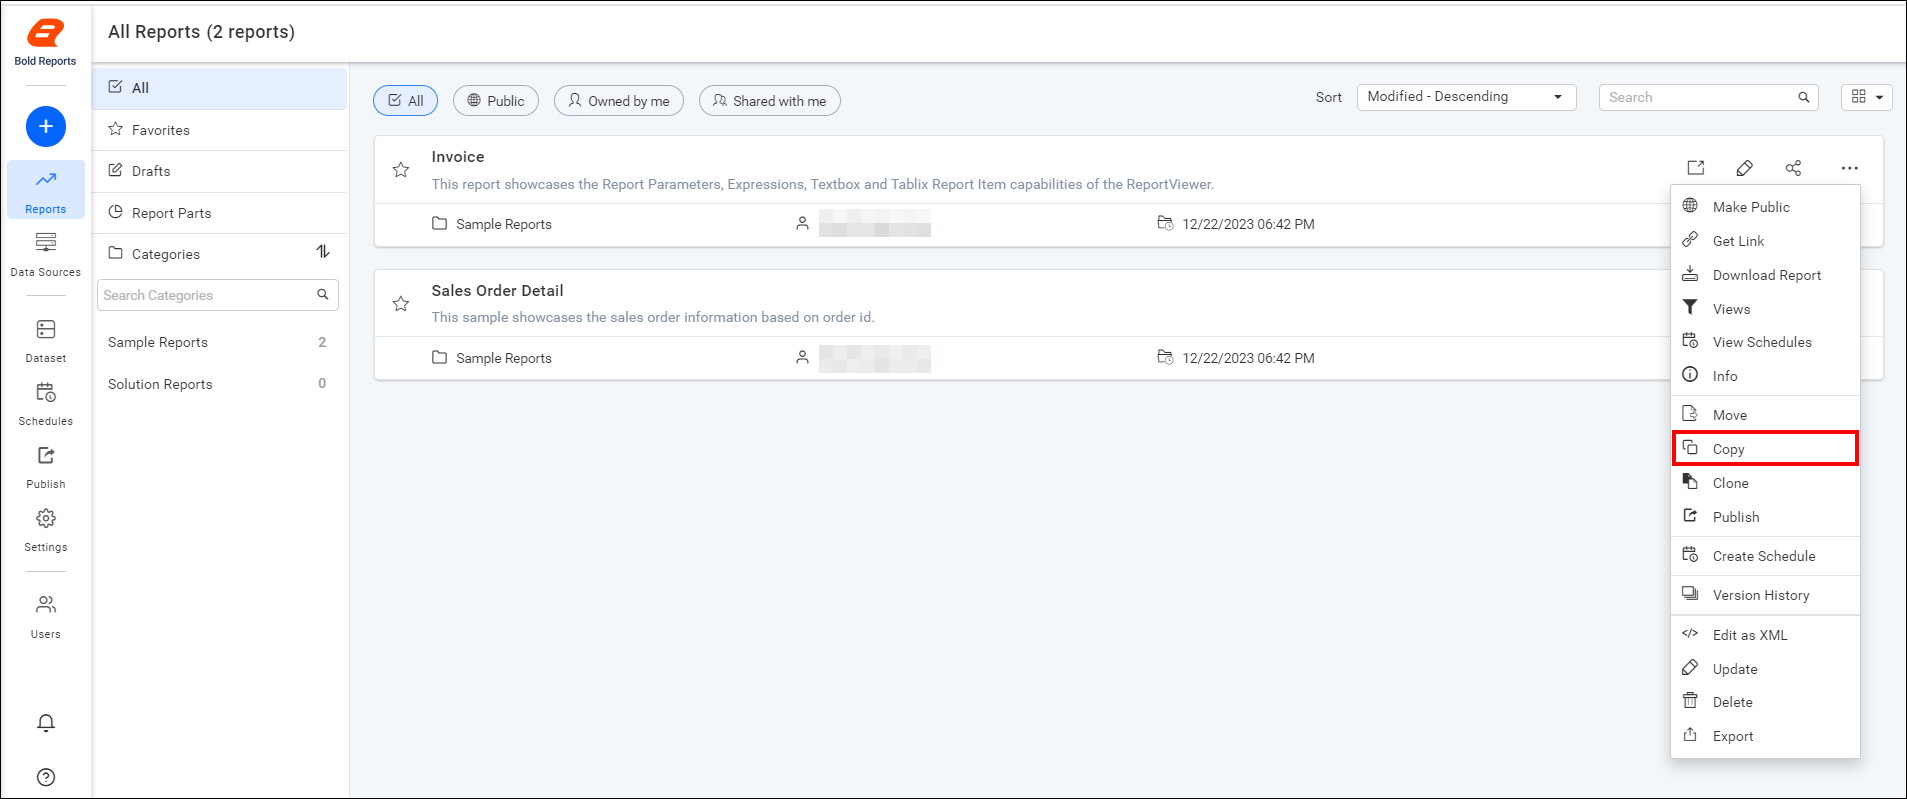 Bold Reports
Reports
Data Sources
Dataset
Schedules
Publish
Settings
Users
All Reports (2 reports)
All
Favorites
Drafts
Report Parts
Categories
Search Categories
Sample Reports 2
Solution Reports 0
All Public Owned by me Shared with me
Sort Modified - Descending Search
Invoice
This report showcases the Report Parameters, Expressions, Textbox and Tablix Report Item capabilities of the ReportViewer.
Sample Reports 12/22/2023 06:42 PM
Sales Order Detail
This sample showcases the sales order information based on order id.
Sample Reports 12/22/2023 06:42 PM
Make Public
Get Link
Download Report
Views
View Schedules
Info
Move
Copy
Clone
Publish
Create Schedule
Version History
Edit as XML
Update
Delete
Export